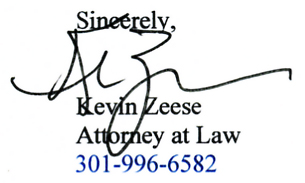 Sincerely,
Kevin Zeese
Attorney at Law
301-996-6582